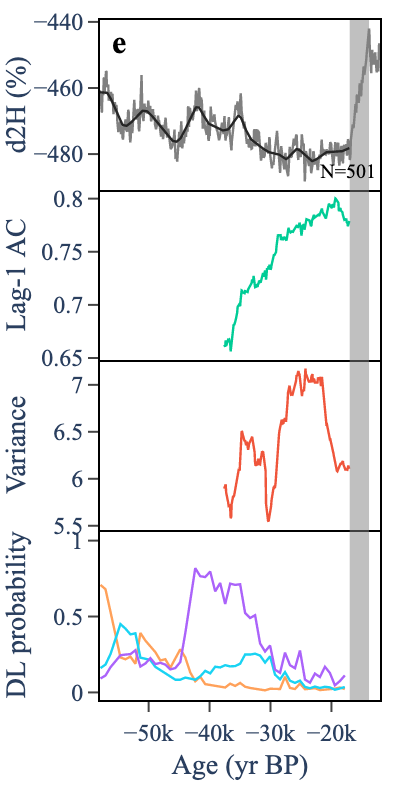 e
d2H (%)
−440
−460
−480
N=501
Lag-1 AC
0.8
0.75
0.7
0.65
Variance
7
6.5
6
5.5
DL probability
1
0.5
0
−50k −40k −30k −20k
Age (yr BP)